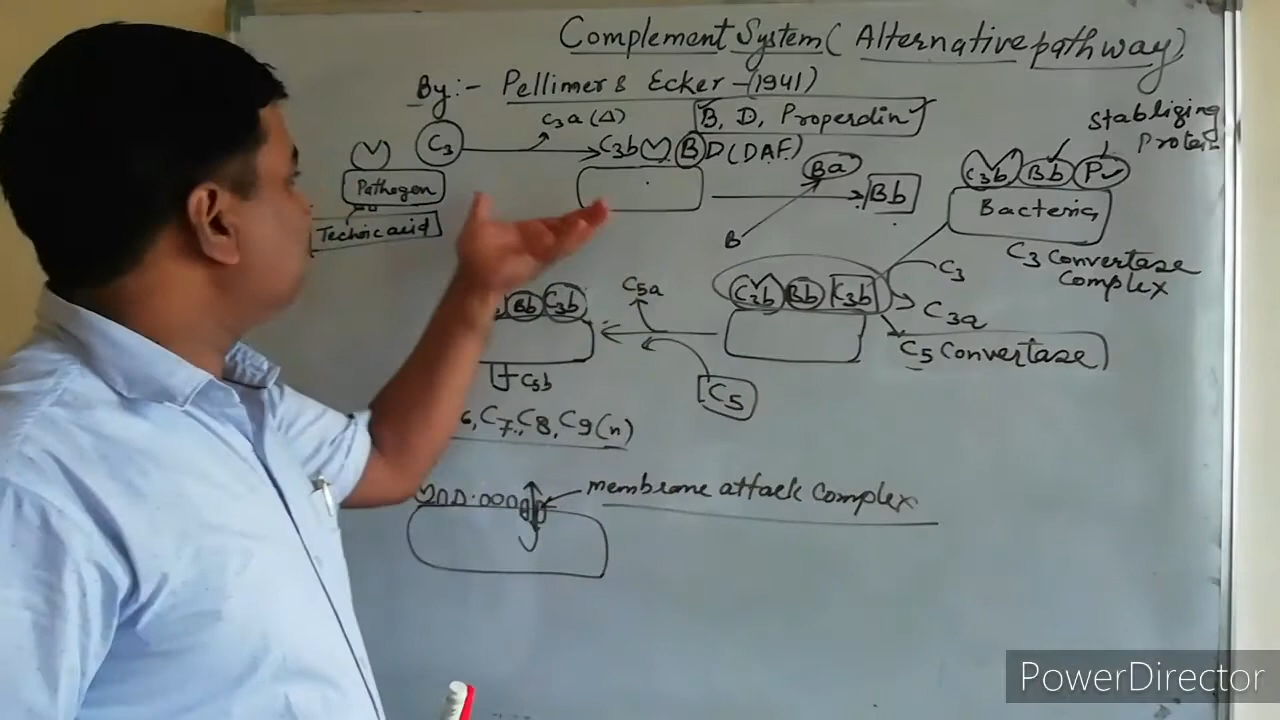 Complement System ( Alternative pathway)
By:- Pellimer & Ecker -(1941)
C3a (Δ)
B, D, Properdin
Stabliging
Protein
C3
C3b B D (DAF)
Ba
C3b Bb P
Pathogen
Bb
Bacteria
Techoic acid
B
C3 Convertase
Complex
C3
C5a
Bb C3b
C3b Bb C3b
C3a
C5 Convertase
C5b
C5
6, C7, C8, C9 (n)
membrane attack Complex
PowerDirector